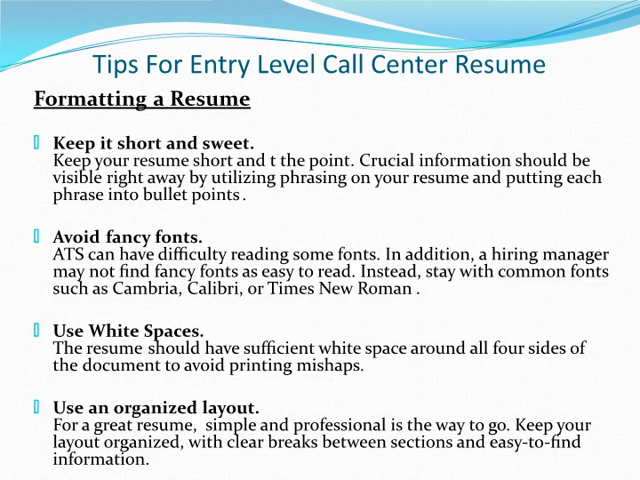 Tips For Entry Level Call Center Resume
Formatting a Resume
Keep it short and sweet.
Keep your resume short and t the point. Crucial information should be
visible right away by utilizing phrasing on your resume and putting each
phrase into bullet points .
Avoid fancy fonts.
ATS can have difficulty reading some fonts. In addition, a hiring manager
may not find fancy fonts as easy to read. Instead, stay with common fonts
such as Cambria, Calibri, or Times New Roman .
Use White Spaces.
The resume should have sufficient white space around all four sides of
the document to avoid printing mishaps.
Use an organized layout.
For a great resume,  simple and professional is the way to go. Keep your
layout organized, with clear breaks between sections and easy-to-find
information.